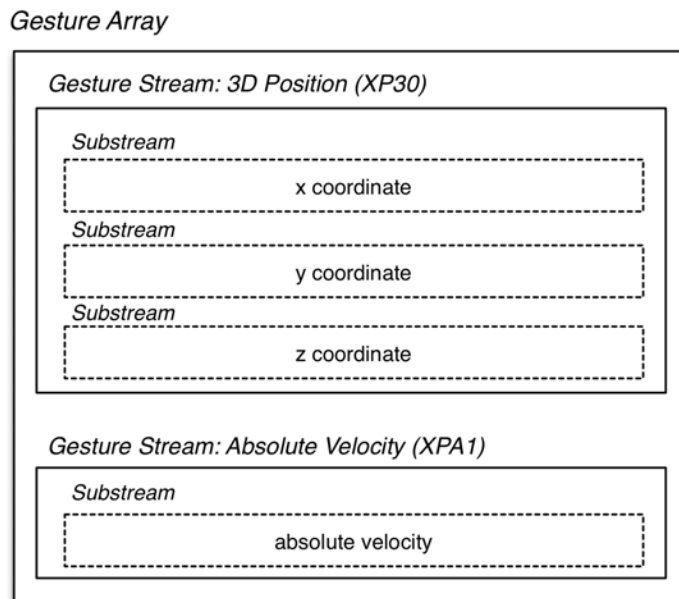 Gesture Array
Gesture Stream: 3D Position (XP30)
Substream
x coordinate
Substream
y coordinate
Substream
z coordinate
Gesture Stream: Absolute Velocity (XPA1)
Substream
absolute velocity